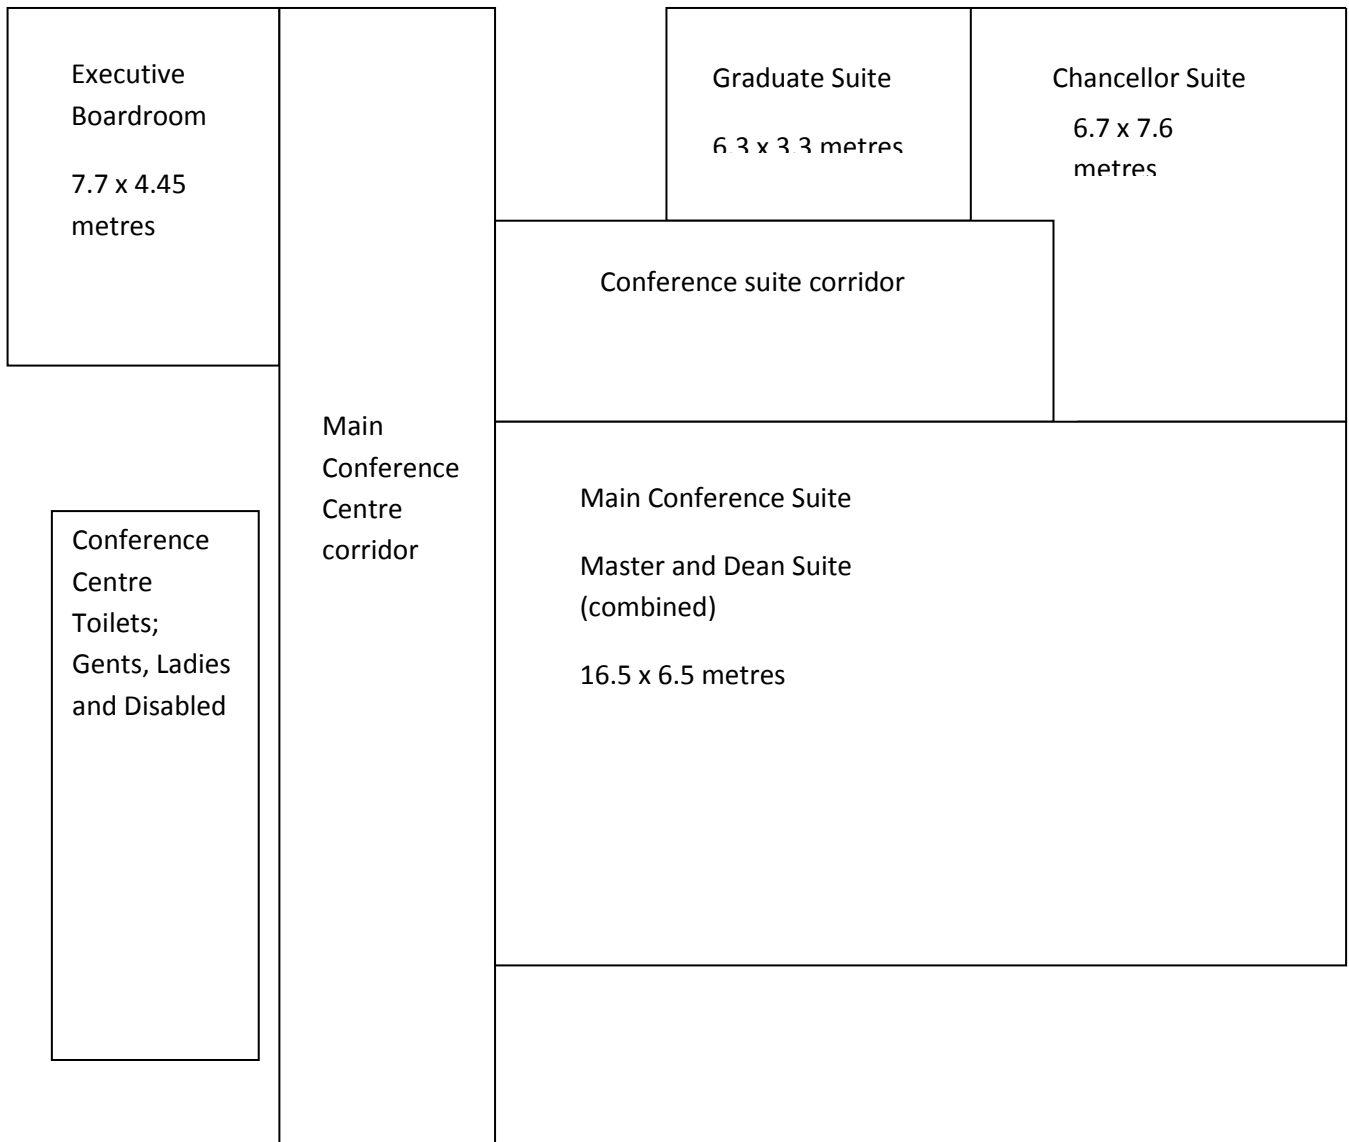 Executive
Boardroom
7.7 x 4.45
metres
Graduate Suite
6.3 x 3.3 metres
Chancellor Suite
6.7 x 7.6
metres
Conference suite corridor
Main
Conference
Centre
corridor
Main Conference Suite
Master and Dean Suite
(combined)
16.5 x 6.5 metres
Conference
Centre
Toilets;
Gents, Ladies
and Disabled